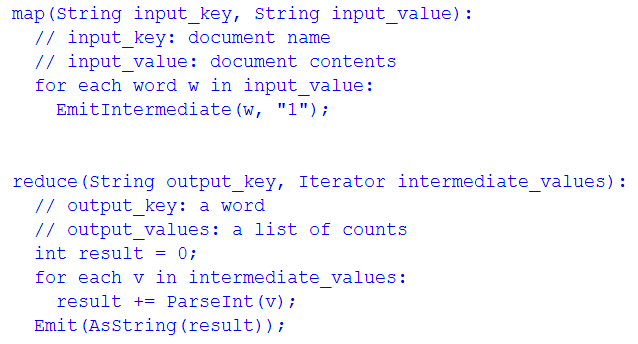 map(String input_key, String input_value):
// input_key: document name
// input_value: document contents
for each word w in input_value:
EmitIntermediate(w, "1");
reduce(String output_key, Iterator intermediate_values):
// output_key: a word
// output_values: a list of counts
int result = 0;
for each v in intermediate_values:
result += ParseInt(v);
Emit(AsString(result));